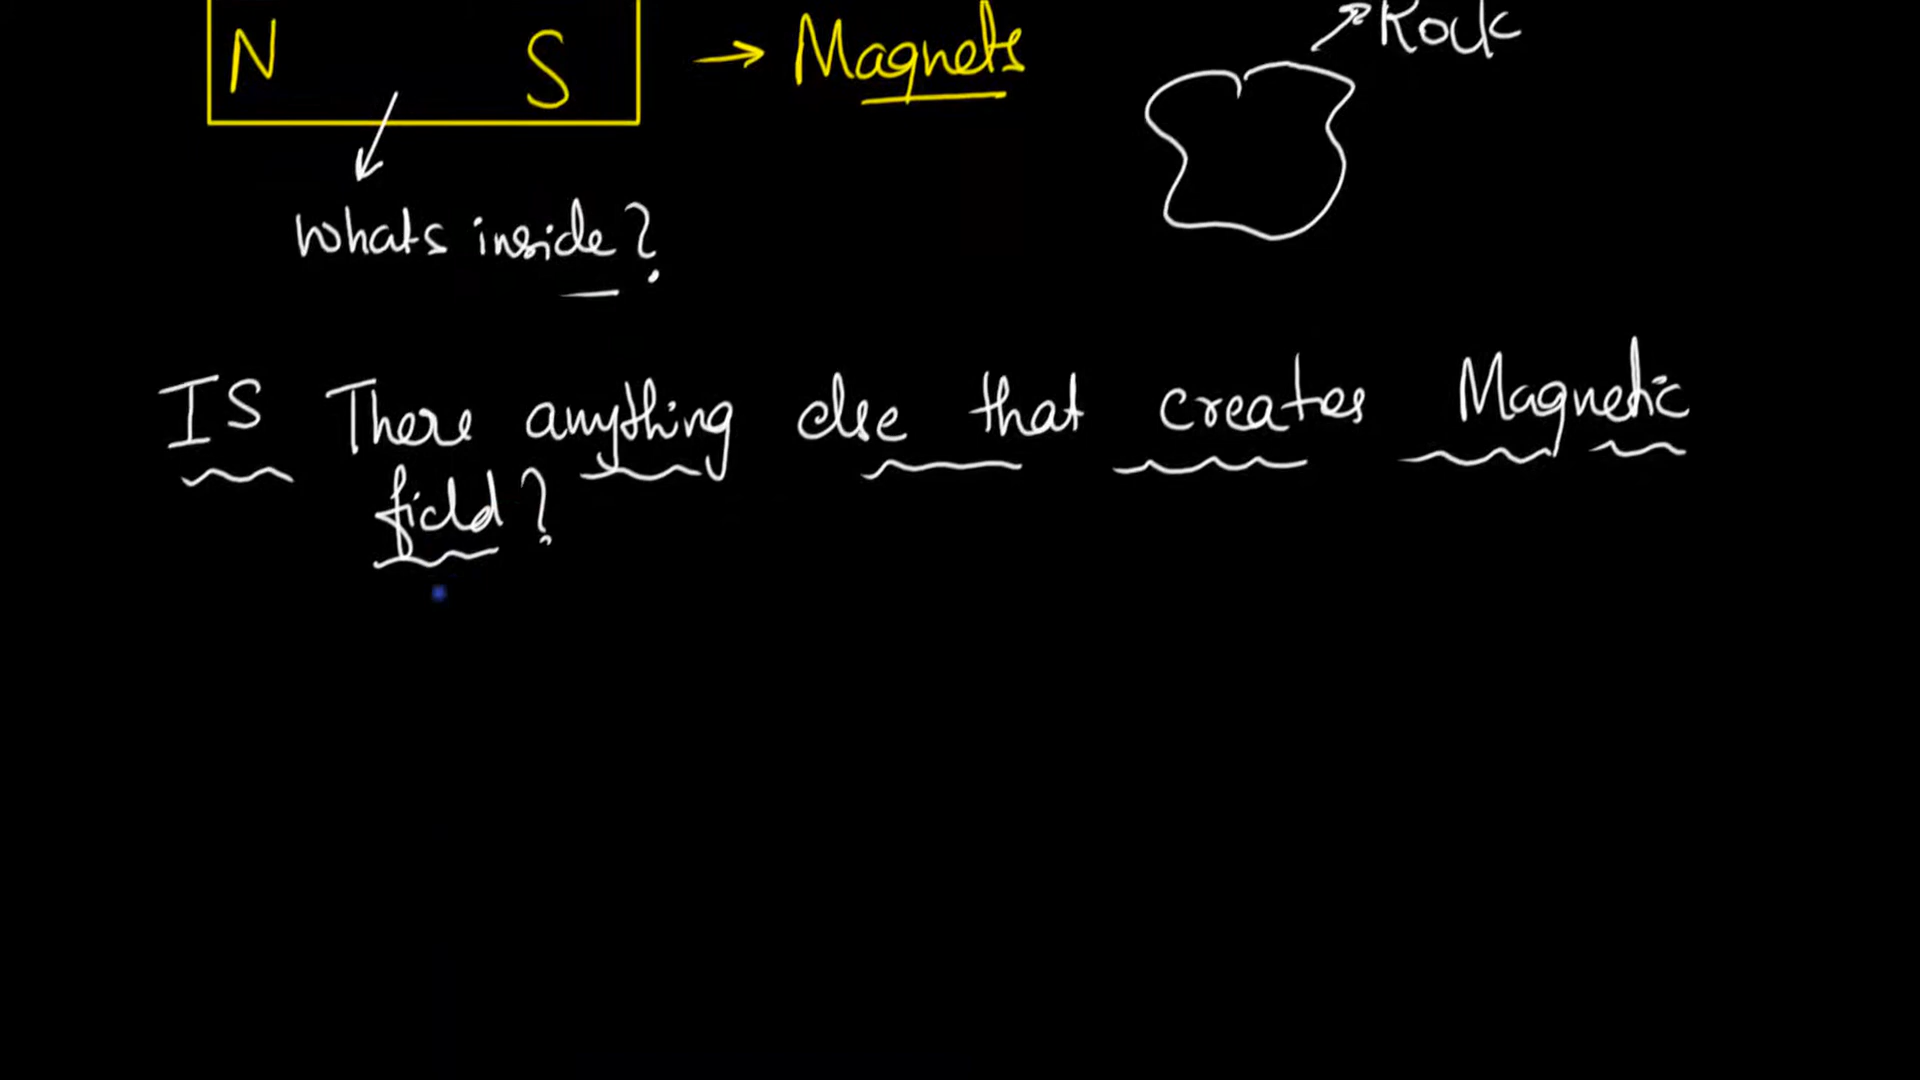 N S → Magnets
Rock
Whats inside?
IS There anything else that creates Magnetic
field?